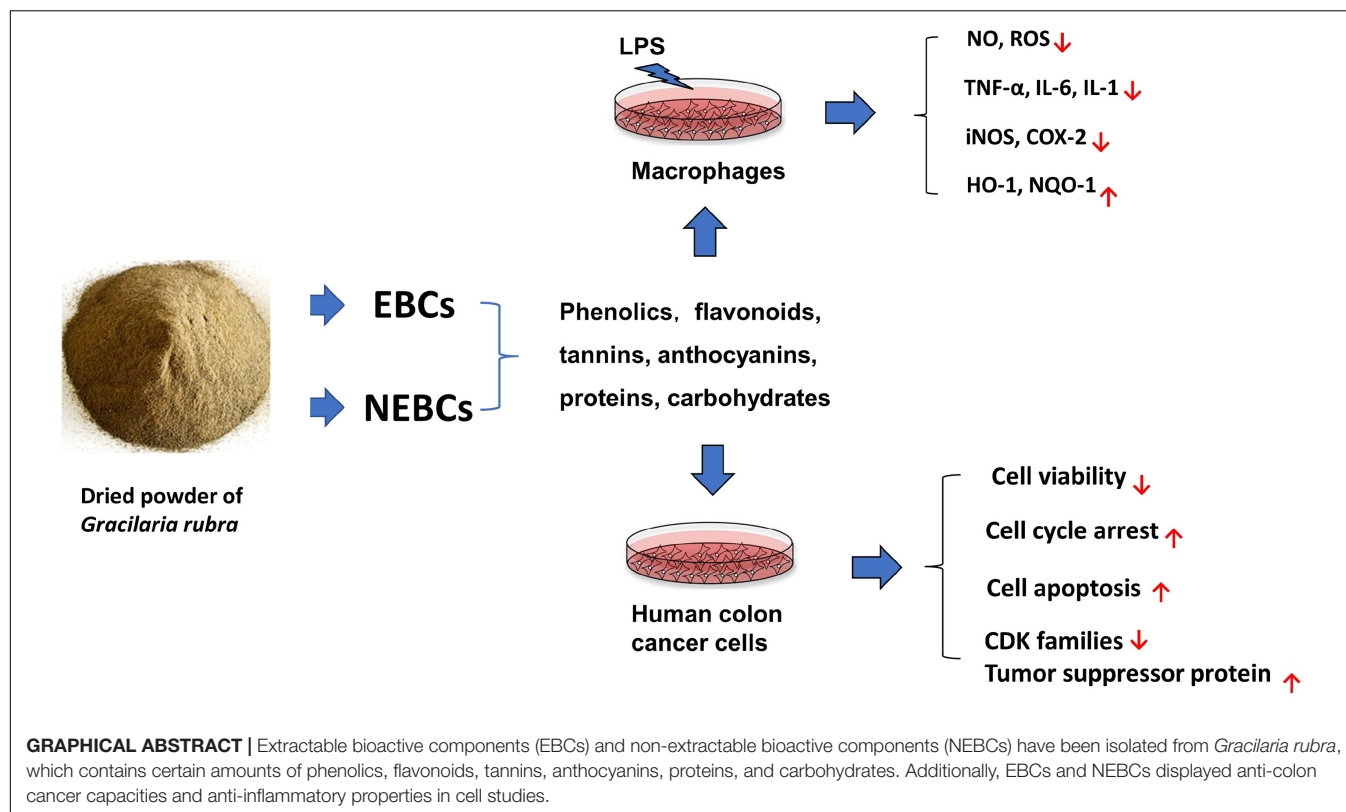 LPS
Macrophages
NO, ROS ↓
TNF-α, IL-6, IL-1 ↓
iNOS, COX-2 ↓
HO-1, NQO-1 ↑
Dried powder of
Gracilaria rubra
EBCs
NEBCs
Phenolics, flavonoids,
tannins, anthocyanins,
proteins, carbohydrates
Human colon
cancer cells
Cell viability ↓
Cell cycle arrest ↑
Cell apoptosis ↑
CDK families ↓
Tumor suppressor protein ↑
GRAPHICAL ABSTRACT | Extractable bioactive components (EBCs) and non-extractable bioactive components (NEBCs) have been isolated from Gracilaria rubra,
which contains certain amounts of phenolics, flavonoids, tannins, anthocyanins, proteins, and carbohydrates. Additionally, EBCs and NEBCs displayed anti-colon
cancer capacities and anti-inflammatory properties in cell studies.